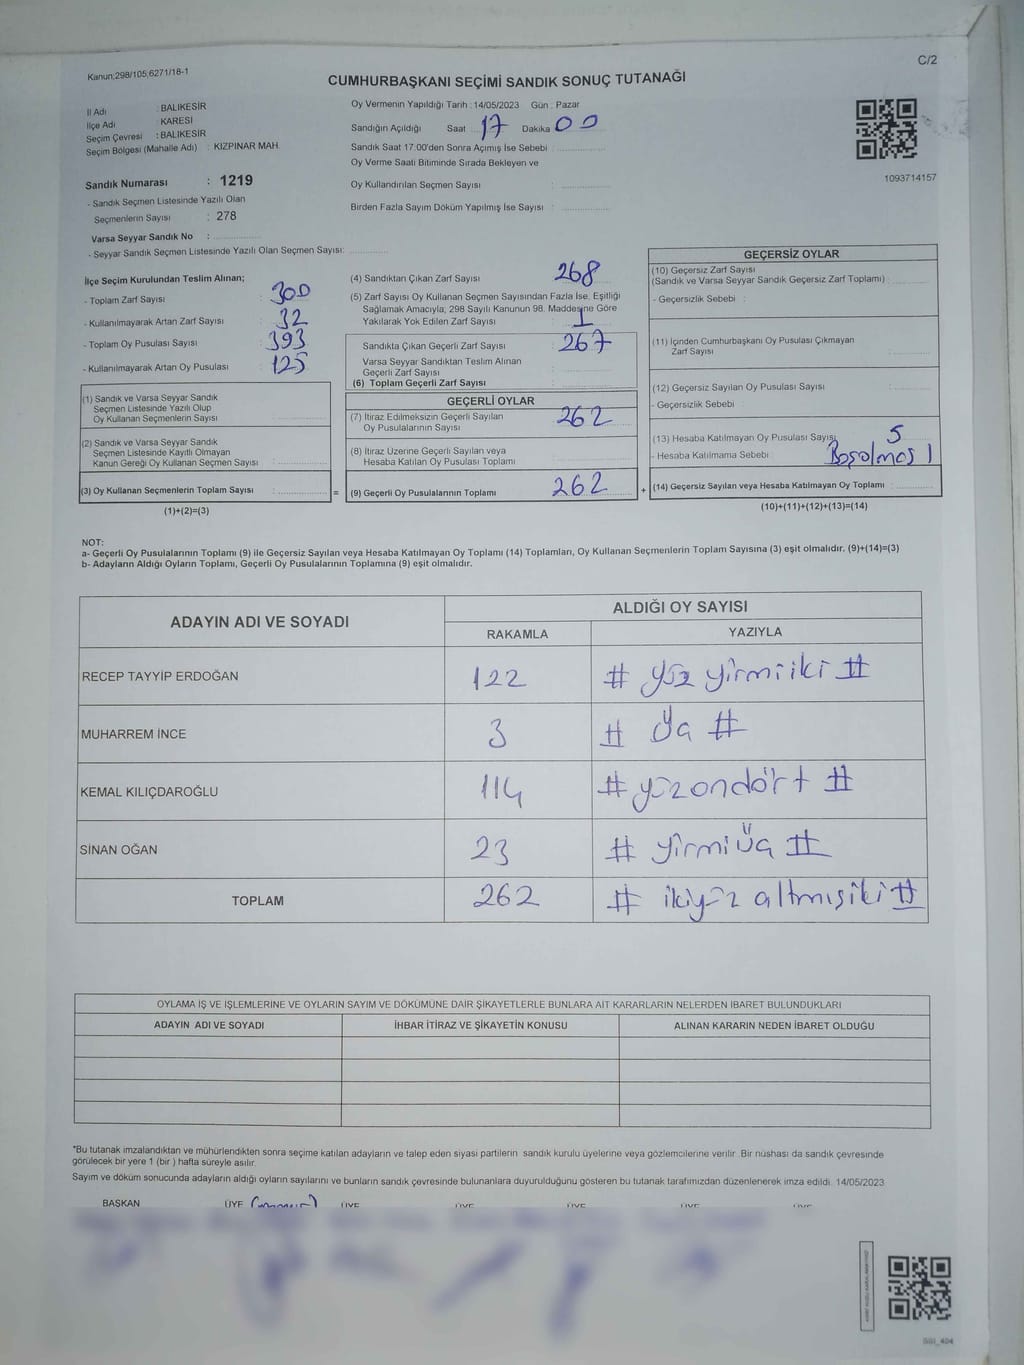 Kanun;298/105,6271/18-1
C/2
CUMHURBAŞKANI SEÇİMİ SANDIK SONUÇ TUTANAĞI
İl Adı : BALIKESİR
İlçe Adı : KARESİ
Seçim Çevresi : BALIKESİR
Seçim Bölgesi (Mahalle Adı) : KIZPINAR MAH.
Sandık Numarası : 1219
- Sandık Seçmen Listesinde Yazılı Olan
Seçmenlerin Sayısı : 278
Varsa Seyyar Sandık No :
- Seyyar Sandık Seçmen Listesinde Yazılı Olan Seçmen Sayısı:
Oy Vermenin Yapıldığı Tarih : 14/05/2023 Gün : Pazar
Sandığın Açıldığı Saat 17 Dakika 00
Sandık Saat 17:00'den Sonra Açımış İse Sebebi :
Oy Verme Saati Bitiminde Sırada Bekleyen ve
Oy Kullandırılan Seçmen Sayısı :
Birden Fazla Sayım Döküm Yapılmış İse Sayısı :
1093714157
İlçe Seçim Kurulundan Teslim Alınan;
- Toplam Zarf Sayısı : 300
- Kullanılmayarak Artan Zarf Sayısı : 32
- Toplam Oy Pusulası Sayısı : 393
- Kullanılmayarak Artan Oy Pusulası : 125
(1) Sandık ve Varsa Seyyar Sandık
Seçmen Listesinde Yazılı Olup
Oy Kullanan Seçmenlerin Sayısı :
(2) Sandık ve Varsa Seyyar Sandık
Seçmen Listesinde Kayıtlı Olmayan
Kanun Gereği Oy Kullanan Seçmen Sayısı :
(3) Oy Kullanan Seçmenlerin Toplam Sayısı :
(1)+(2)=(3)
(4) Sandıktan Çıkan Zarf Sayısı : 268
(5) Zarf Sayısı Oy Kullanan Seçmen Sayısından Fazla İse, Eşitliği
Sağlamak Amacıyla; 298 Sayılı Kanunun 98. Maddesine Göre
Yakılarak Yok Edilen Zarf Sayısı : 1
Sandıkta Çıkan Geçerli Zarf Sayısı : 267
Varsa Seyyar Sandıktan Teslim Alınan
Geçerli Zarf Sayısı :
(6) Toplam Geçerli Zarf Sayısı :
=
GEÇERLİ OYLAR
(7) İtiraz Edilmeksizin Geçerli Sayılan
Oy Pusulalarının Sayısı : 262
(8) İtiraz Üzerine Geçerli Sayılan veya
Hesaba Katılan Oy Pusulası Toplamı :
(9) Geçerli Oy Pusulalarının Toplamı : 262
+
GEÇERSİZ OYLAR
(10) Geçersiz Zarf Sayısı
(Sandık ve Varsa Seyyar Sandık Geçersiz Zarf Toplamı) :
- Geçersizlik Sebebi :
(11) İçinden Cumhurbaşkanı Oy Pusulası Çıkmayan
Zarf Sayısı :
(12) Geçersiz Sayılan Oy Pusulası Sayısı :
- Geçersizlik Sebebi :
(13) Hesaba Katılmayan Oy Pusulası Sayısı 5
- Hesaba Katılmama Sebebi : Boş olması
(14) Geçersiz Sayılan veya Hesaba Katılmayan Oy Toplamı :
(10)+(11)+(12)+(13)=(14)
NOT:
a- Geçerli Oy Pusulalarının Toplamı (9) ile Geçersiz Sayılan veya Hesaba Katılmayan Oy Toplamı (14) Toplamları, Oy Kullanan Seçmenlerin Toplam Sayısına (3) eşit olmalıdır. (9)+(14)=(3)
b- Adayların Aldığı Oyların Toplamı, Geçerli Oy Pusulalarının Toplamına (9) eşit olmalıdır.
ADAYIN ADI VE SOYADI
ALDIĞI OY SAYISI
RAKAMLA YAZIYLA
RECEP TAYYİP ERDOĞAN 122 # yüz yirmi iki #
MUHARREM İNCE 3 # üç #
KEMAL KILIÇDAROĞLU 114 # yüzondört #
SİNAN OĞAN 23 # yirmi üç #
TOPLAM 262 # ikiyüz altmışiki #
OYLAMA İŞ VE İŞLEMLERİNE VE OYLARIN SAYIM VE DÖKÜMÜNE DAİR ŞİKAYETLERLE BUNLARA AİT KARARLARIN NELERDEN İBARET BULUNDUKLARI
ADAYIN ADI VE SOYADI İHBAR İTİRAZ VE ŞİKAYETİN KONUSU ALINAN KARARIN NEDEN İBARET OLDUĞU
*Bu tutanak imzalandıktan ve mühürlendikten sonra seçime katılan adayların ve talep eden siyasi partilerin sandık kurulu üyelerine veya gözlemcilerine verilir. Bir nüshası da sandık çevresinde
görülecek bir yere 1 (bir ) hafta süreyle asılır.
Sayım ve döküm sonucunda adayların aldığı oyların sayılarını ve bunların sandık çevresinde bulunanlara duyurulduğunu gösteren bu tutanak tarafımızdan düzenlenerek imza edildi. 14/05/2023
BAŞKAN ÜYE ÜYE ÜYE ÜYE ÜYE ÜYE